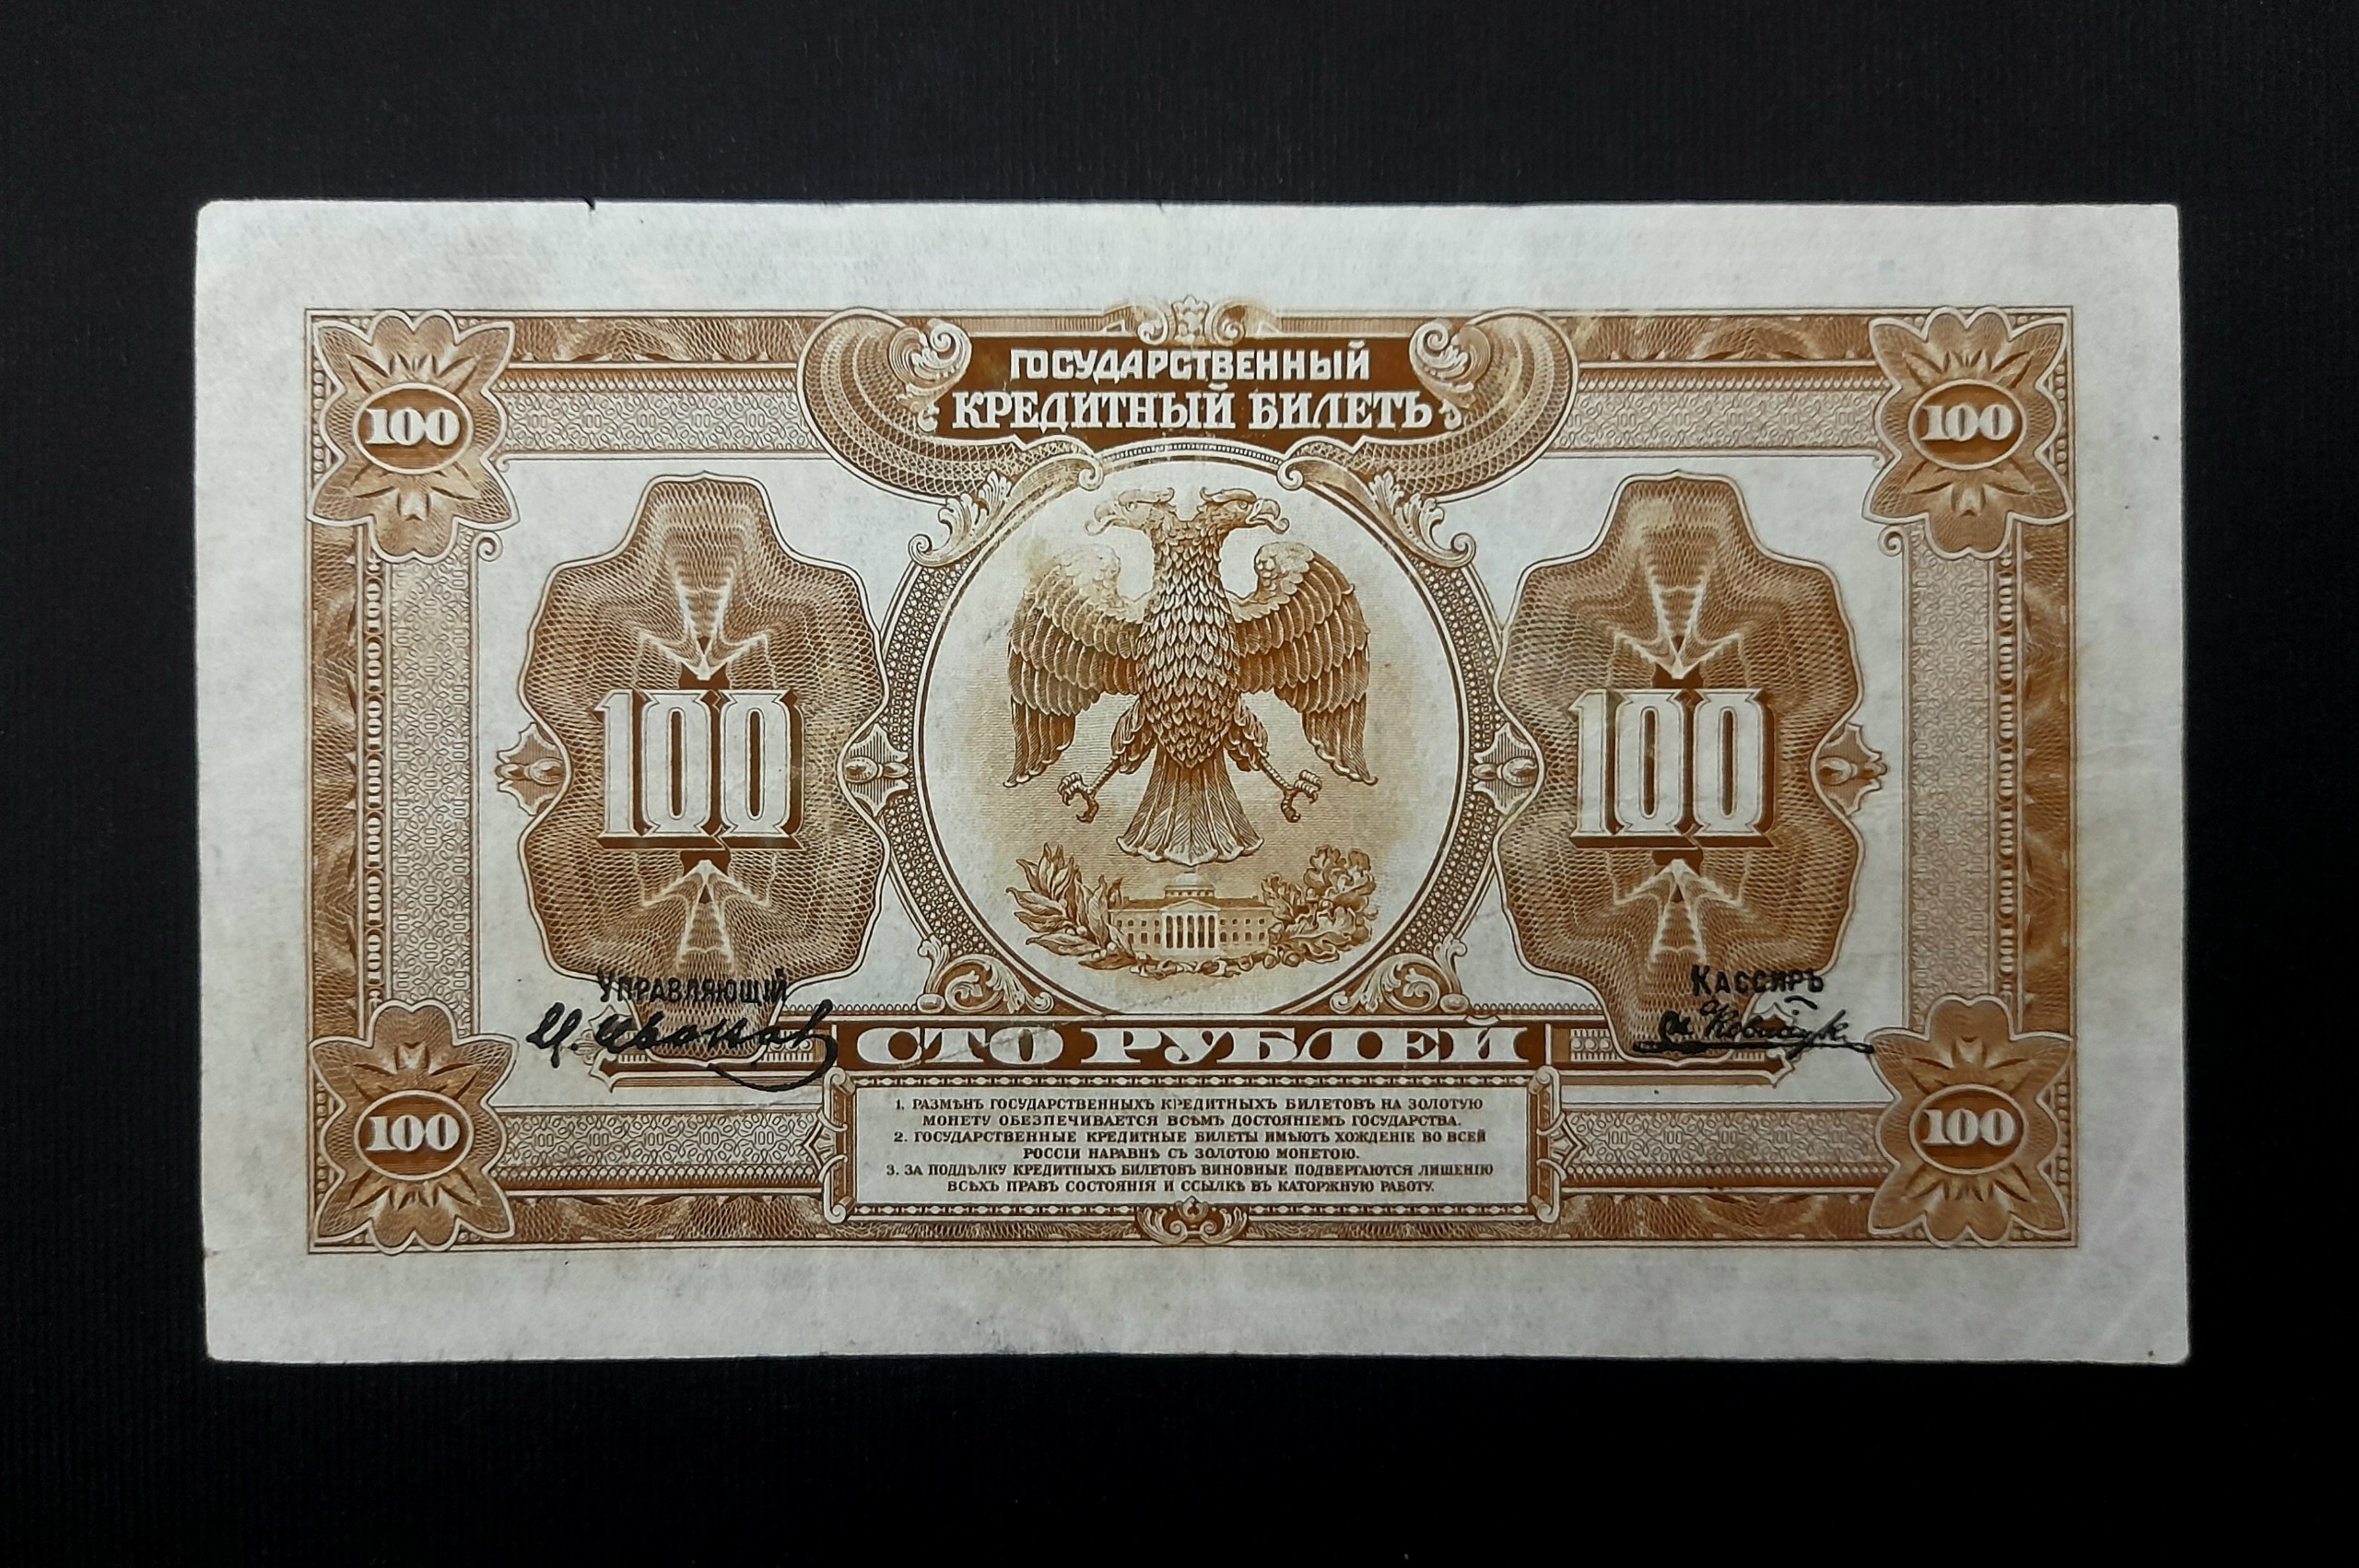 ГОСУДАРСТВЕННЫЙ
КРЕДИТНЫЙ БИЛЕТЪ
100
100
100
100
УПРАВЛЯЮЩІЙ
КАССИРЪ
СТО РУБЛЕЙ
1. РАЗМѢНЪ ГОСУДАРСТВЕННЫХЪ КРЕДИТНЫХЪ БИЛЕТОВЪ НА ЗОЛОТУЮ
МОНЕТУ ОБЕЗПЕЧИВАЕТСЯ ВСѢМЪ ДОСТОЯНІЕМЪ ГОСУДАРСТВА.
2. ГОСУДАРСТВЕННЫЕ КРЕДИТНЫЕ БИЛЕТЫ ИМѢЮТЪ ХОЖДЕНІЕ ВО ВСЕЙ
РОССІИ НАРАВНѢ СЪ ЗОЛОТОЮ МОНЕТОЮ.
3. ЗА ПОДДѢЛКУ КРЕДИТНЫХЪ БИЛЕТОВЪ ВИНОВНЫЕ ПОДВЕРГАЮТСЯ ЛИШЕНІЮ
ВСѢХЪ ПРАВЪ СОСТОЯНІЯ И ССЫЛКѢ ВЪ КАТОРЖНУЮ РАБОТУ.
100
100